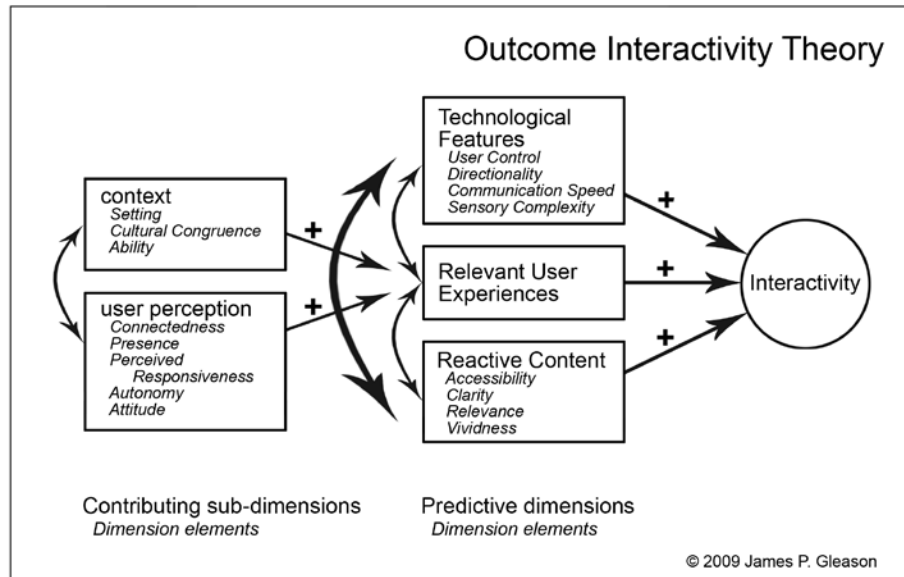 Outcome Interactivity Theory
context
Setting
Cultural Congruence
Ability
+
user perception
Connectedness
Presence
Perceived
Responsiveness
Autonomy
Attitude
+
Technological
Features
User Control
Directionality
Communication Speed
Sensory Complexity
+
Relevant User
Experiences
+
Reactive Content
Accessibility
Clarity
Relevance
Vividness
+
Interactivity
Contributing sub-dimensions
Dimension elements
Predictive dimensions
Dimension elements
© 2009 James P. Gleason